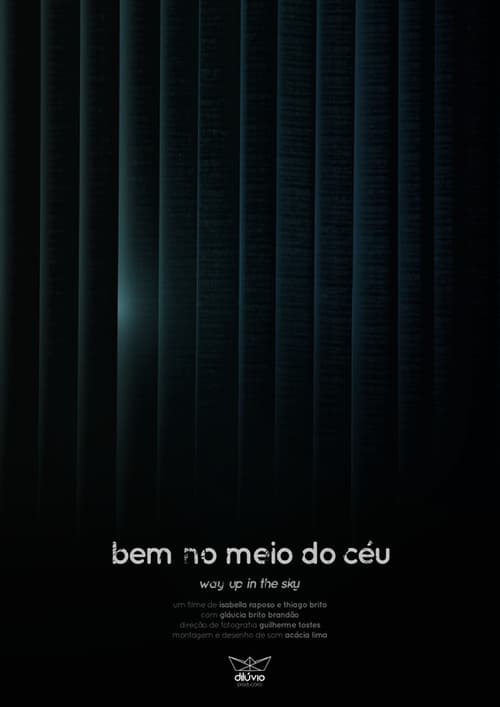 bem no meio do céu
way up in the sky
um filme de isabella raposo e thiago brito
com gláucia brito brandão
direção de fotografia guilherme tostes
montagem e desenho de som acácia lima
dilúvio
produções